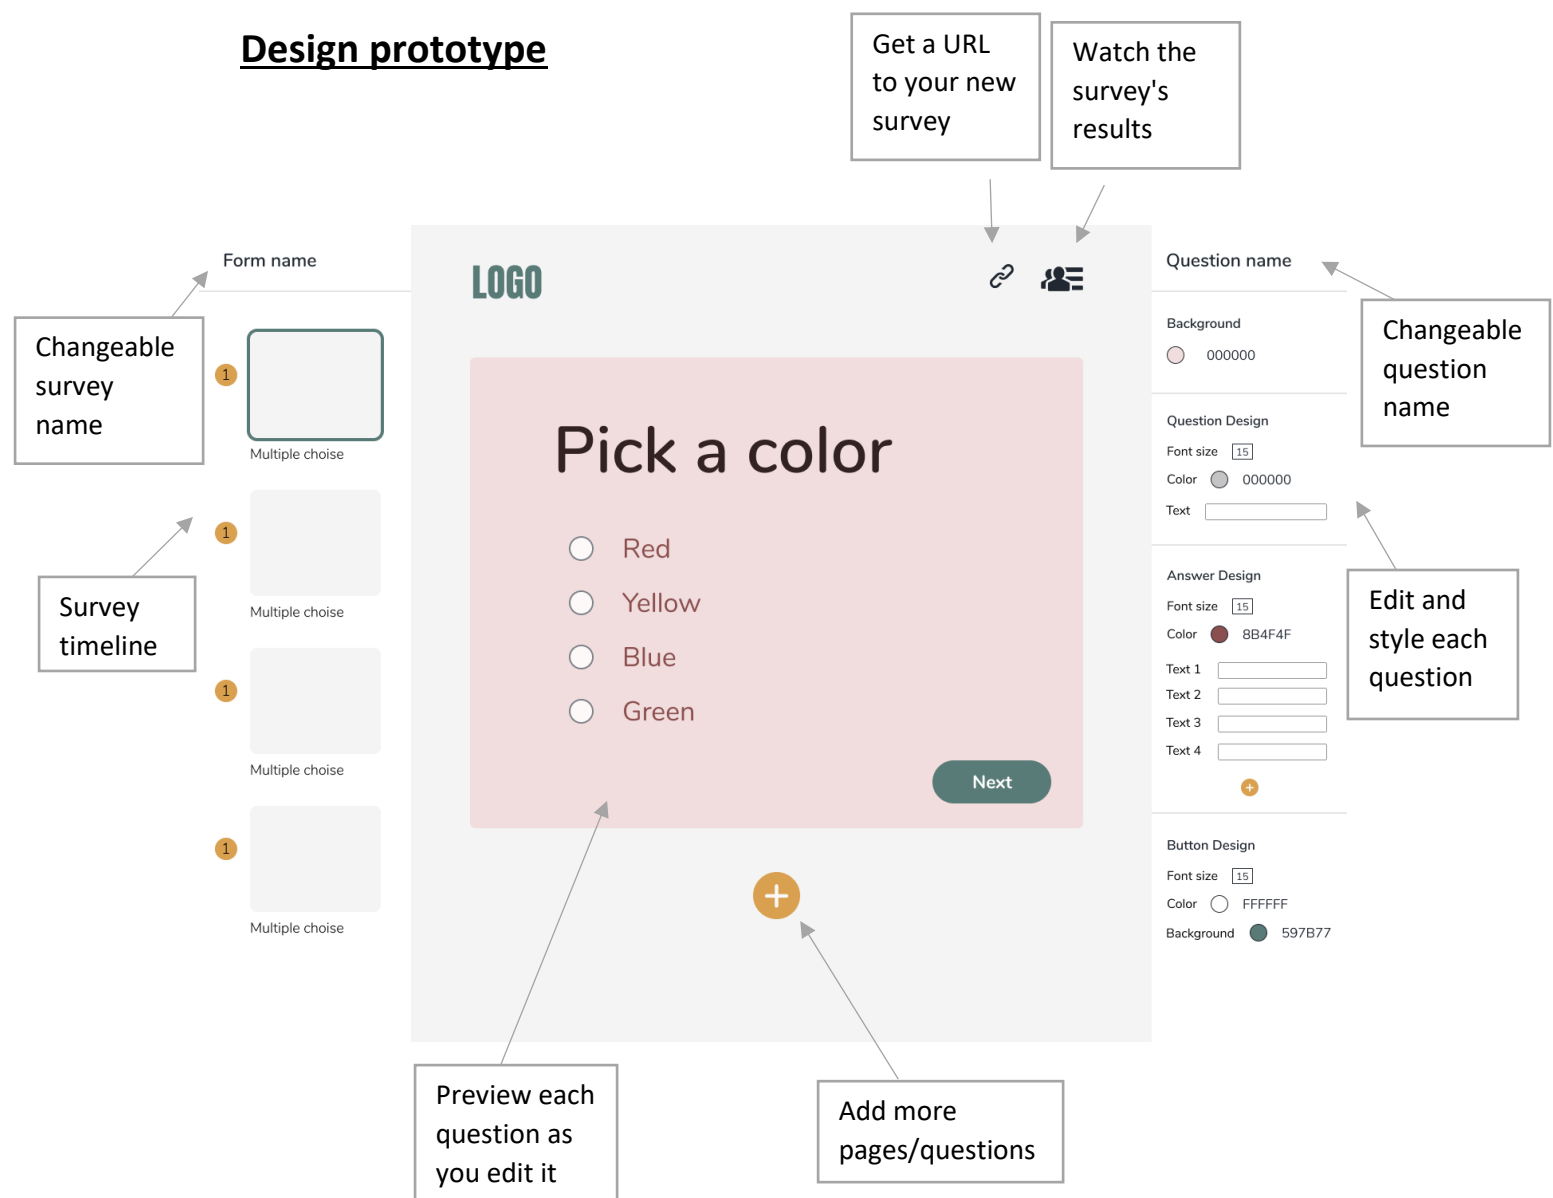 Design prototype
Get a URL
to your new
survey
Watch the
survey's
results
Form name
LOGO
Question name
Changeable
survey
name
1
Multiple choise
1
Multiple choise
1
Multiple choise
1
Multiple choise
Survey
timeline
Pick a color
Red
Yellow
Blue
Green
Next
Background
000000
Question Design
Font size 15
Color 000000
Text
Answer Design
Font size 15
Color 8B4F4F
Text 1
Text 2
Text 3
Text 4
Button Design
Font size 15
Color FFFFFF
Background 597B77
Changeable
question
name
Edit and
style each
question
Preview each
question as
you edit it
Add more
pages/questions